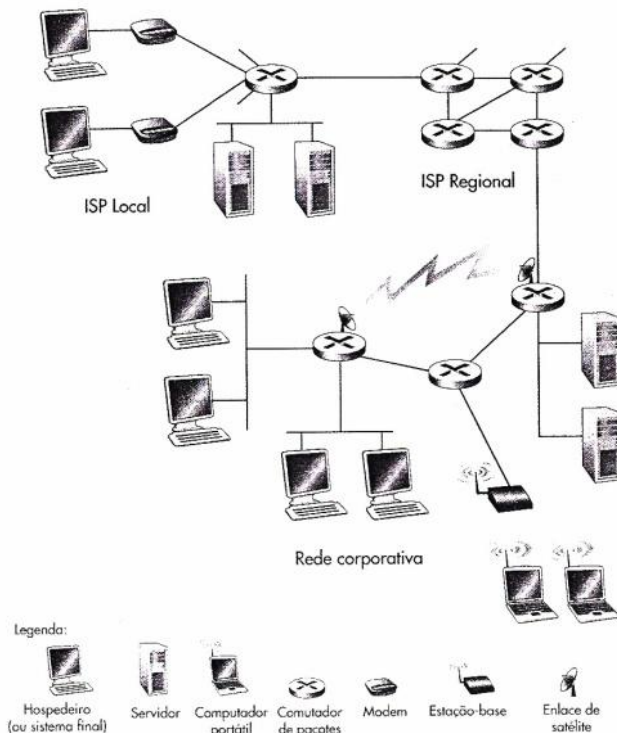 ISP Local
ISP Regional
Rede corporativa
Legenda:
Hospedeiro
(ou sistema final)
Servidor
Computador
portátil
Comutador
de pacotes
Modem
Estação-base
Enlace de
satélite